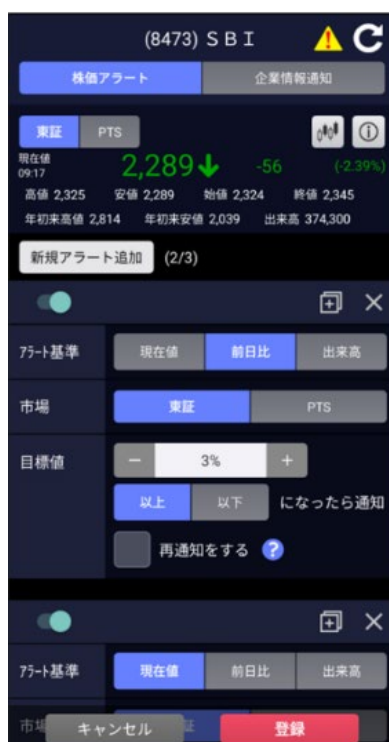 (8473) ＳＢＩ
株価アラート 企業情報通知
東証 PTS
現在値
09:17
2,289 -56 (-2.39%)
高値 2,325 安値 2,289 始値 2,324 終値 2,345
年初来高値 2,814 年初来安値 2,039 出来高 374,300
新規アラート追加 (2/3)
ｱﾗｰﾄ基準 現在値 前日比 出来高
市場 東証 PTS
目標値 － 3% ＋
以上 以下 になったら通知
再通知をする ?
ｱﾗｰﾄ基準 現在値 前日比 出来高
キャンセル 登録